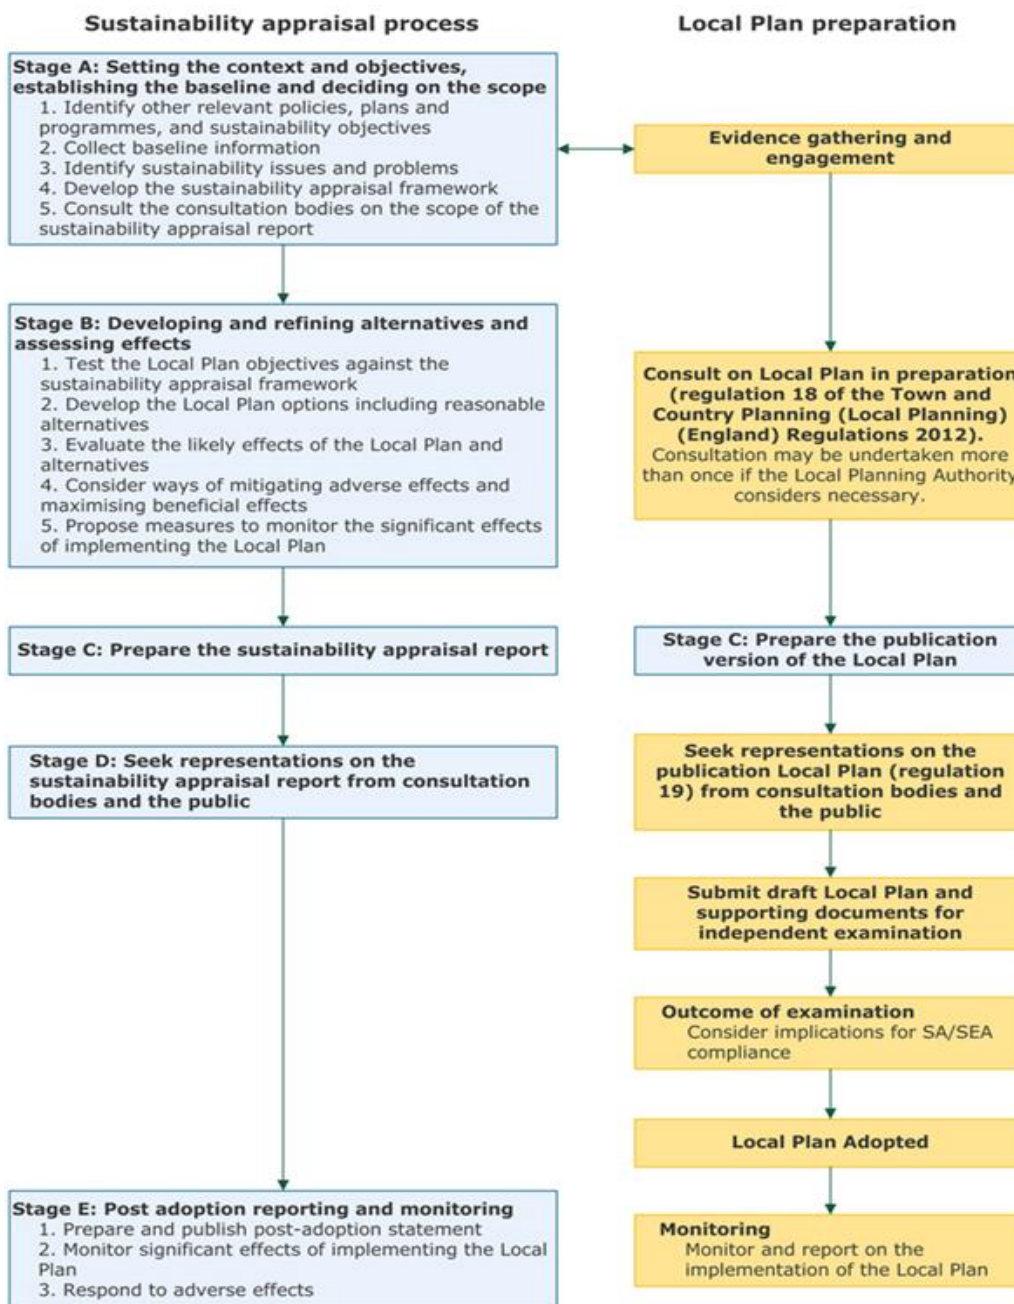 Sustainability appraisal process
Stage A: Setting the context and objectives,
establishing the baseline and deciding on the scope
1. Identify other relevant policies, plans and
programmes, and sustainability objectives
2. Collect baseline information
3. Identify sustainability issues and problems
4. Develop the sustainability appraisal framework
5. Consult the consultation bodies on the scope of the
sustainability appraisal report
Stage B: Developing and refining alternatives and
assessing effects
1. Test the Local Plan objectives against the
sustainability appraisal framework
2. Develop the Local Plan options including reasonable
alternatives
3. Evaluate the likely effects of the Local Plan and
alternatives
4. Consider ways of mitigating adverse effects and
maximising beneficial effects
5. Propose measures to monitor the significant effects
of implementing the Local Plan
Stage C: Prepare the sustainability appraisal report
Stage D: Seek representations on the
sustainability appraisal report from consultation
bodies and the public
Stage E: Post adoption reporting and monitoring
1. Prepare and publish post-adoption statement
2. Monitor significant effects of implementing the Local
Plan
3. Respond to adverse effects
Local Plan preparation
Evidence gathering and
engagement
Consult on Local Plan in preparation
(regulation 18 of the Town and
Country Planning (Local Planning)
(England) Regulations 2012).
Consultation may be undertaken more
than once if the Local Planning Authority
considers necessary.
Stage C: Prepare the publication
version of the Local Plan
Seek representations on the
publication Local Plan (regulation
19) from consultation bodies and
the public
Submit draft Local Plan and
supporting documents for
independent examination
Outcome of examination
Consider implications for SA/SEA
compliance
Local Plan Adopted
Monitoring
Monitor and report on the
implementation of the Local Plan